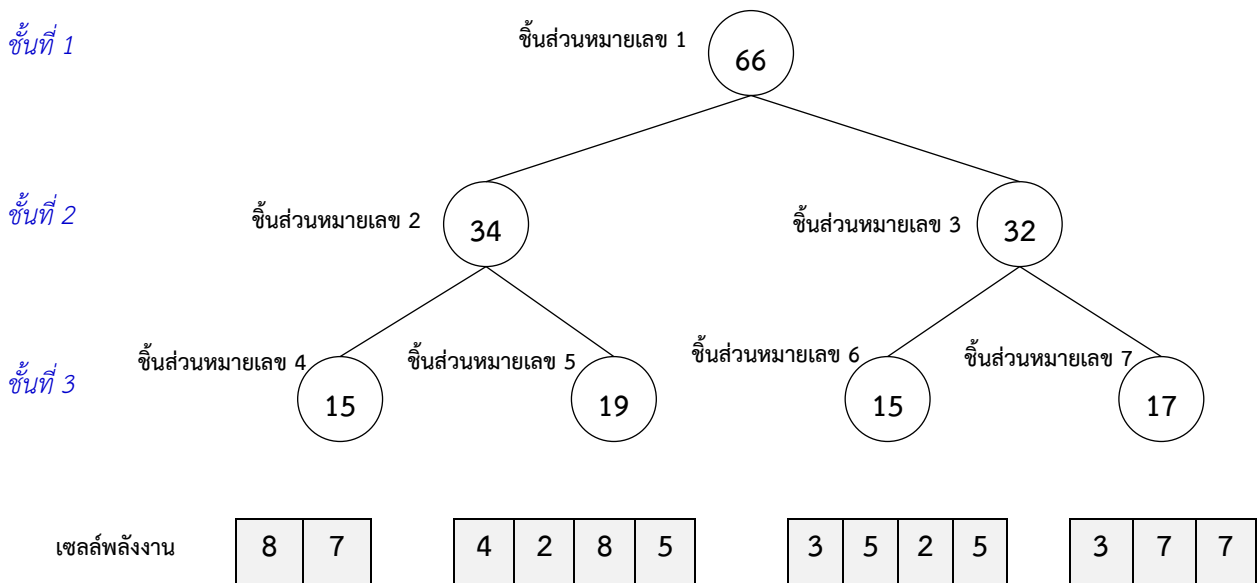 ชั้นที่ 1
ชิ้นส่วนหมายเลข 1
66
ชั้นที่ 2
ชิ้นส่วนหมายเลข 2
34
ชิ้นส่วนหมายเลข 3
32
ชั้นที่ 3
ชิ้นส่วนหมายเลข 4
15
ชิ้นส่วนหมายเลข 5
19
ชิ้นส่วนหมายเลข 6
15
ชิ้นส่วนหมายเลข 7
17
เซลล์พลังงาน 8 7 4 2 8 5 3 5 2 5 3 7 7